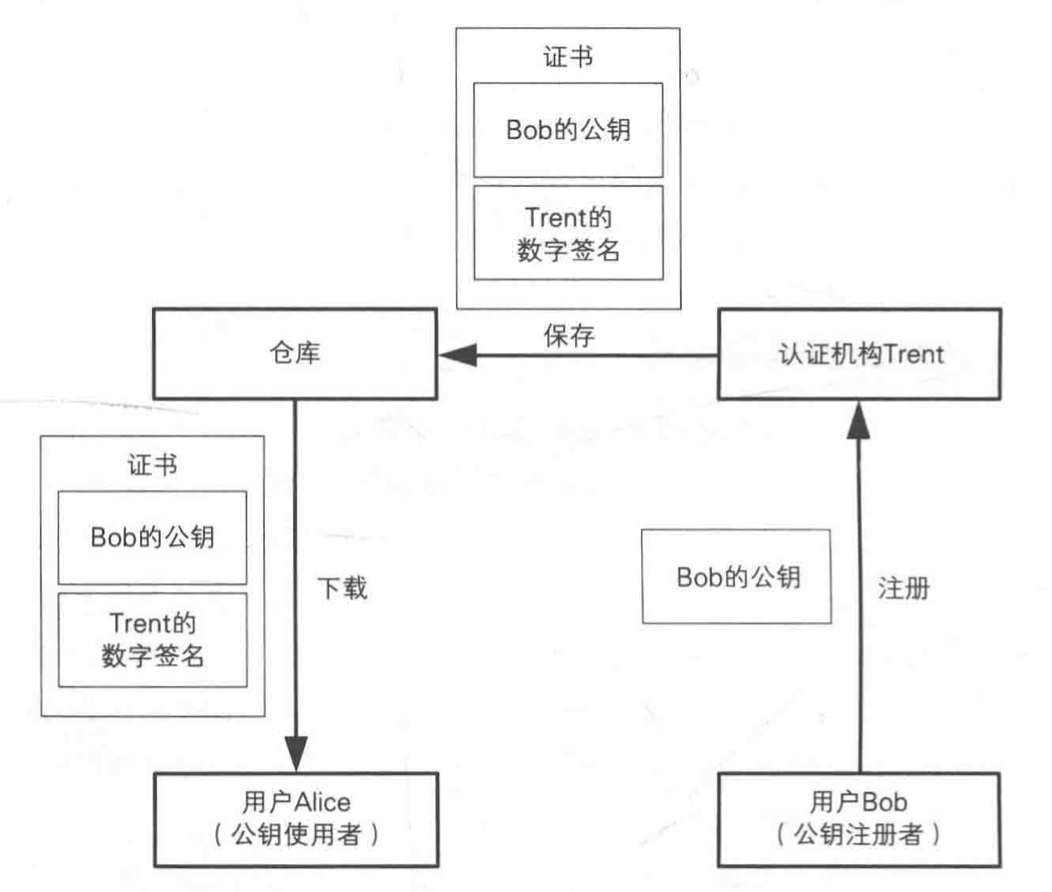 证书
Bob的公钥
Trent的
数字签名
仓库
保存
认证机构Trent
证书
Bob的公钥
Trent的
数字签名
下载
Bob的公钥
注册
用户Alice
（公钥使用者）
用户Bob
（公钥注册者）